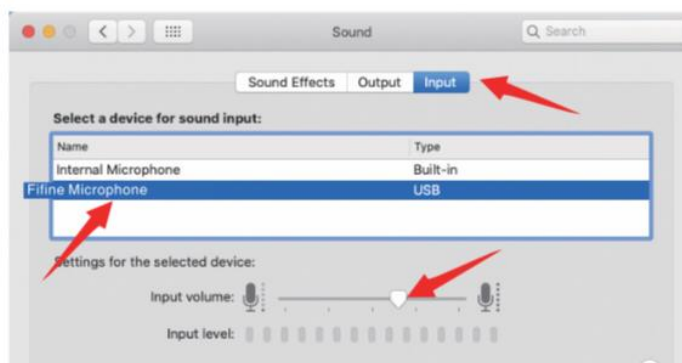 Sound
Search
Sound Effects Output Input
Select a device for sound input:
Name Type
Internal Microphone Built-in
Fifine Microphone USB
Settings for the selected device:
Input volume:
Input level: